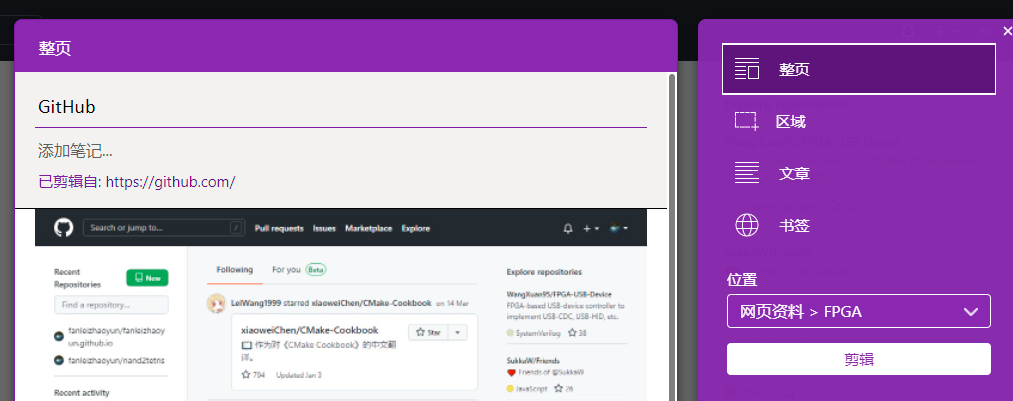 整页
GitHub
添加笔记...
已剪辑自: https://github.com/
Search or jump to...
/
Pull requests Issues Marketplace Explore
Recent Repositories
New
Find a repository...
fanleizhaoyun/fanleizhaoyun.github.io
fanleizhaoyun/nand2tetris
Recent activity
Following For you Beta
LeiWang1999 starred xiaoweiChen/CMake-Cookbook on 14 Mar
xiaoweiChen/CMake-Cookbook
Star
作为对《CMake Cookbook》的中文翻译。
794 Updated Jan 3
Explore repositories
WangXuan95/FPGA-USB-Device
FPGA-based USB-device controller to
implement USB-CDC, USB-HID, etc.
SystemVerilog 38
SukkaW/Friends
Friends of @SukkaW
JavaScript 26
整页
区域
文章
书签
位置
网页资料 > FPGA
剪辑